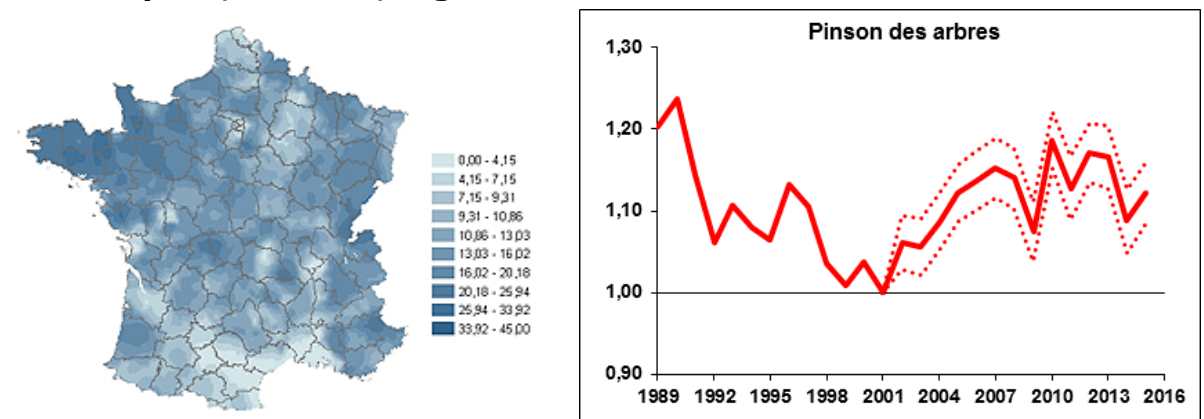 0,00 - 4,15
4,15 - 7,15
7,15 - 9,31
9,31 - 10,86
10,86 - 13,03
13,03 - 16,02
16,02 - 20,18
20,18 - 25,94
25,94 - 33,92
33,92 - 45,00
Pinson des arbres
1,30
1,20
1,10
1,00
0,90
1989 1992 1995 1998 2001 2004 2007 2010 2013 2016